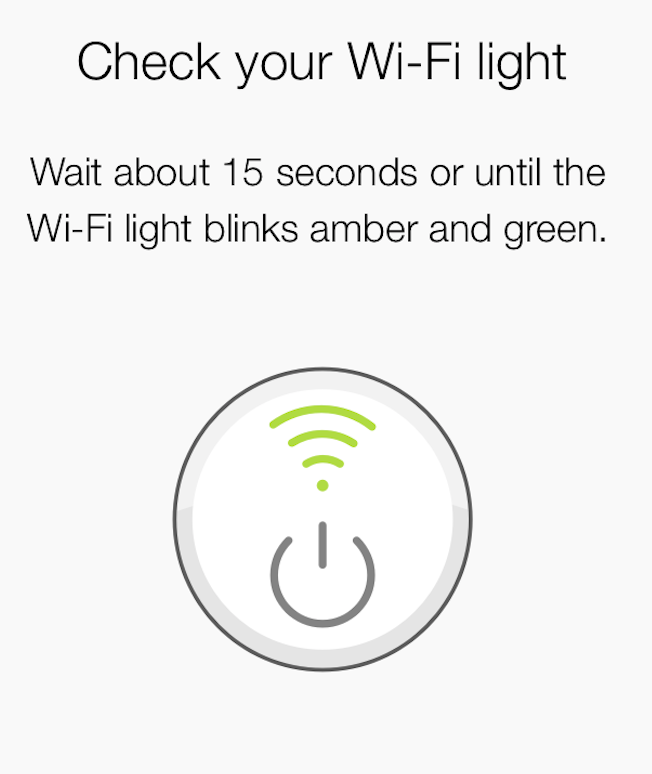 Check your Wi-Fi light
Wait about 15 seconds or until the
Wi-Fi light blinks amber and green.